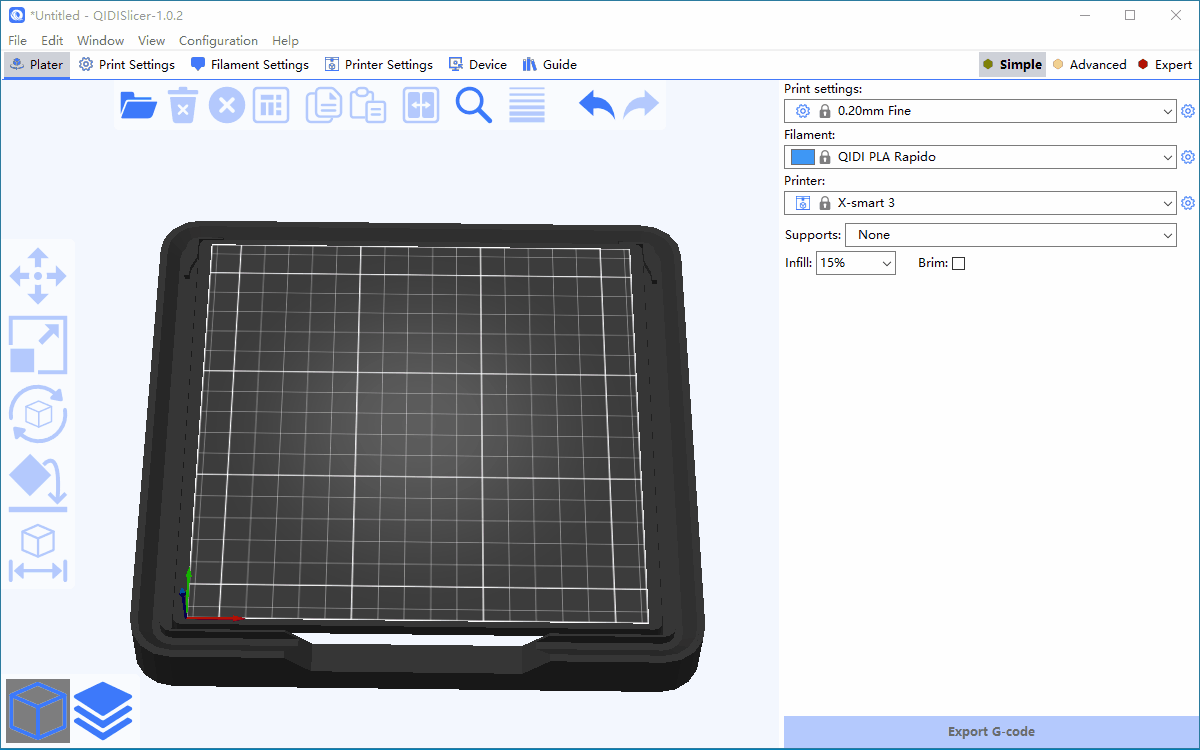 *Untitled - QIDISlicer-1.0.2
File Edit Window View Configuration Help
Plater Print Settings Filament Settings Printer Settings Device Guide Simple Advanced Expert
Print settings:
0.20mm Fine
Filament:
QIDI PLA Rapido
Printer:
X-smart 3
Supports: None
Infill: 15% Brim:
Export G-code